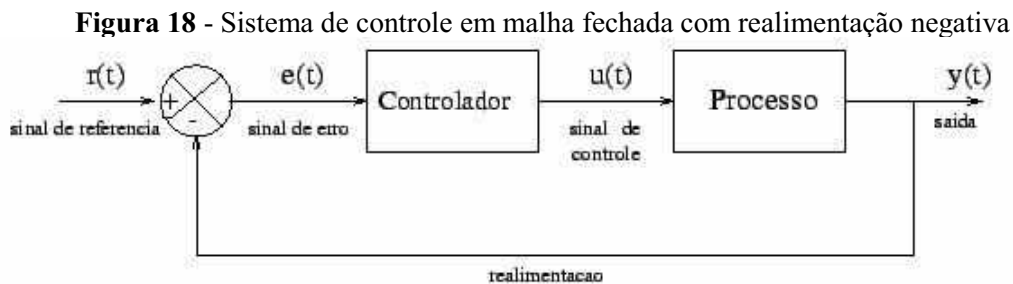 Figura 18 - Sistema de controle em malha fechada com realimentação negativa
r(t)
e(t)
u(t)
y(t)
+
-
Controlador
Processo
sinal de referencia
sinal de erro
sinal de
controle
saida
realimentacao